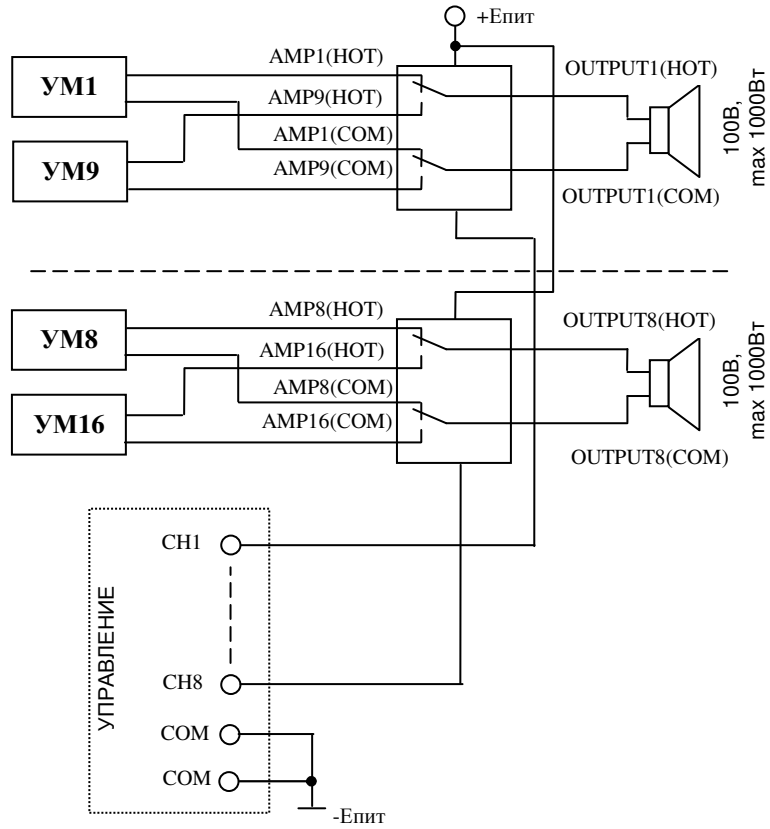 +Епит
AMP1(HOT)
OUTPUT1(HOT)
УМ1
AMP9(HOT)
AMP1(COM)
УМ9
AMP9(COM)
OUTPUT1(COM)
100В,
max 1000Вт
AMP8(HOT)
OUTPUT8(HOT)
УМ8
AMP16(HOT)
AMP8(COM)
УМ16
AMP16(COM)
OUTPUT8(COM)
100В,
max 1000Вт
УПРАВЛЕНИЕ
CH1
CH8
COM
COM
-Епит